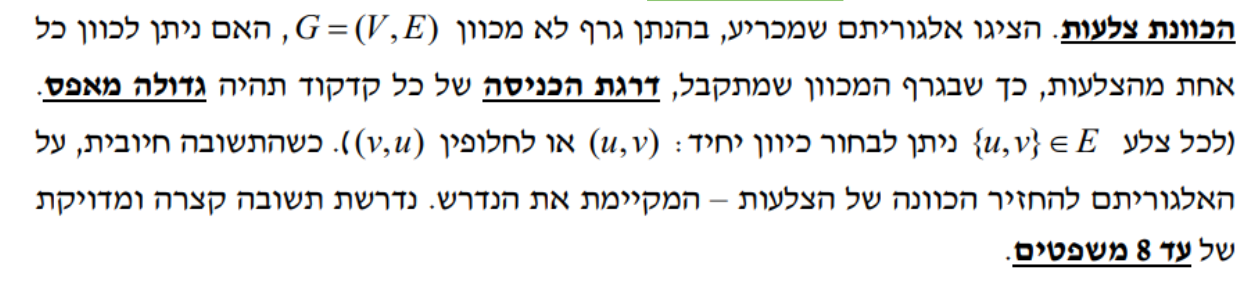 הכוונת צלעות. הציגו אלגוריתם שמכריע, בהנתן גרף לא מכוון G = (V, E), האם ניתן לכוון כל
אחת מהצלעות, כך שבגרף המכוון שמתקבל, דרגת הכניסה של כל קדקוד תהיה גדולה מאפס.
(לכל צלע {u,v} ∈ E ניתן לבחור כיוון יחיד: (u,v) או לחלופין (v,u)). כשהתשובה חיובית, על
האלגוריתם להחזיר הכוונה של הצלעות – המקיימת את הנדרש. נדרשת תשובה קצרה ומדויקת
של עד 8 משפטים.